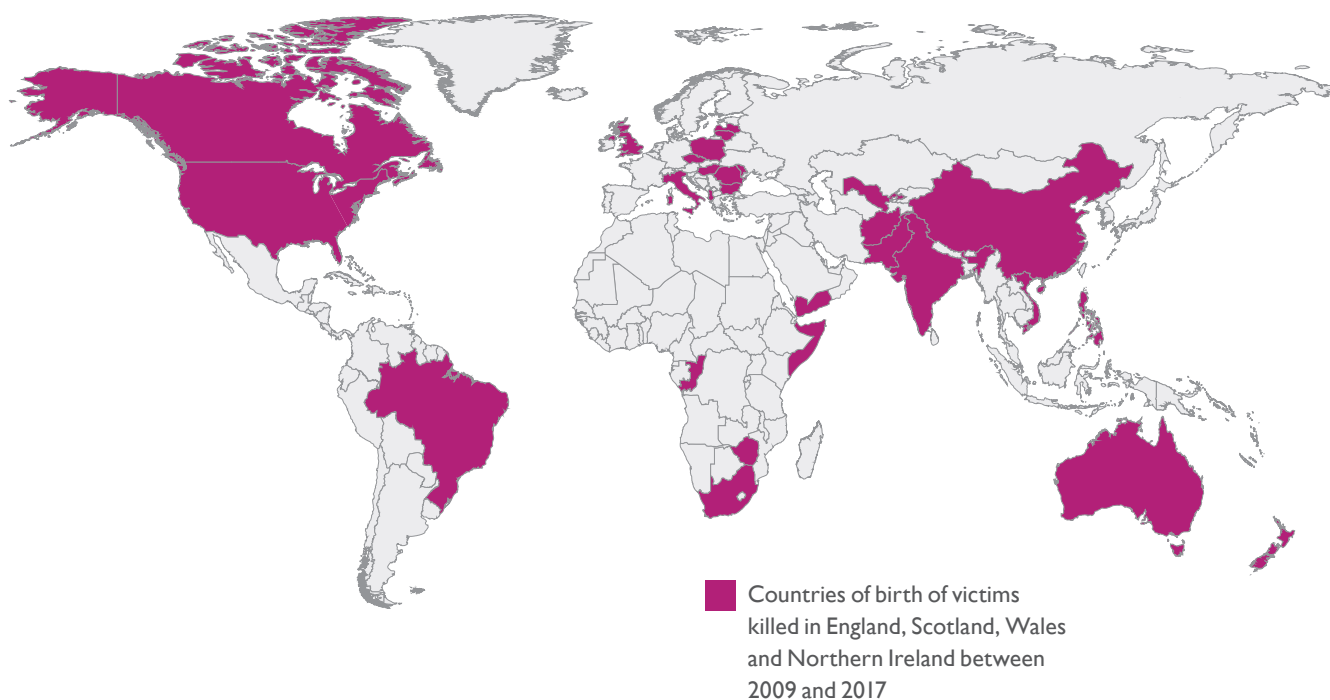 Countries of birth of victims
killed in England, Scotland, Wales
and Northern Ireland between
2009 and 2017